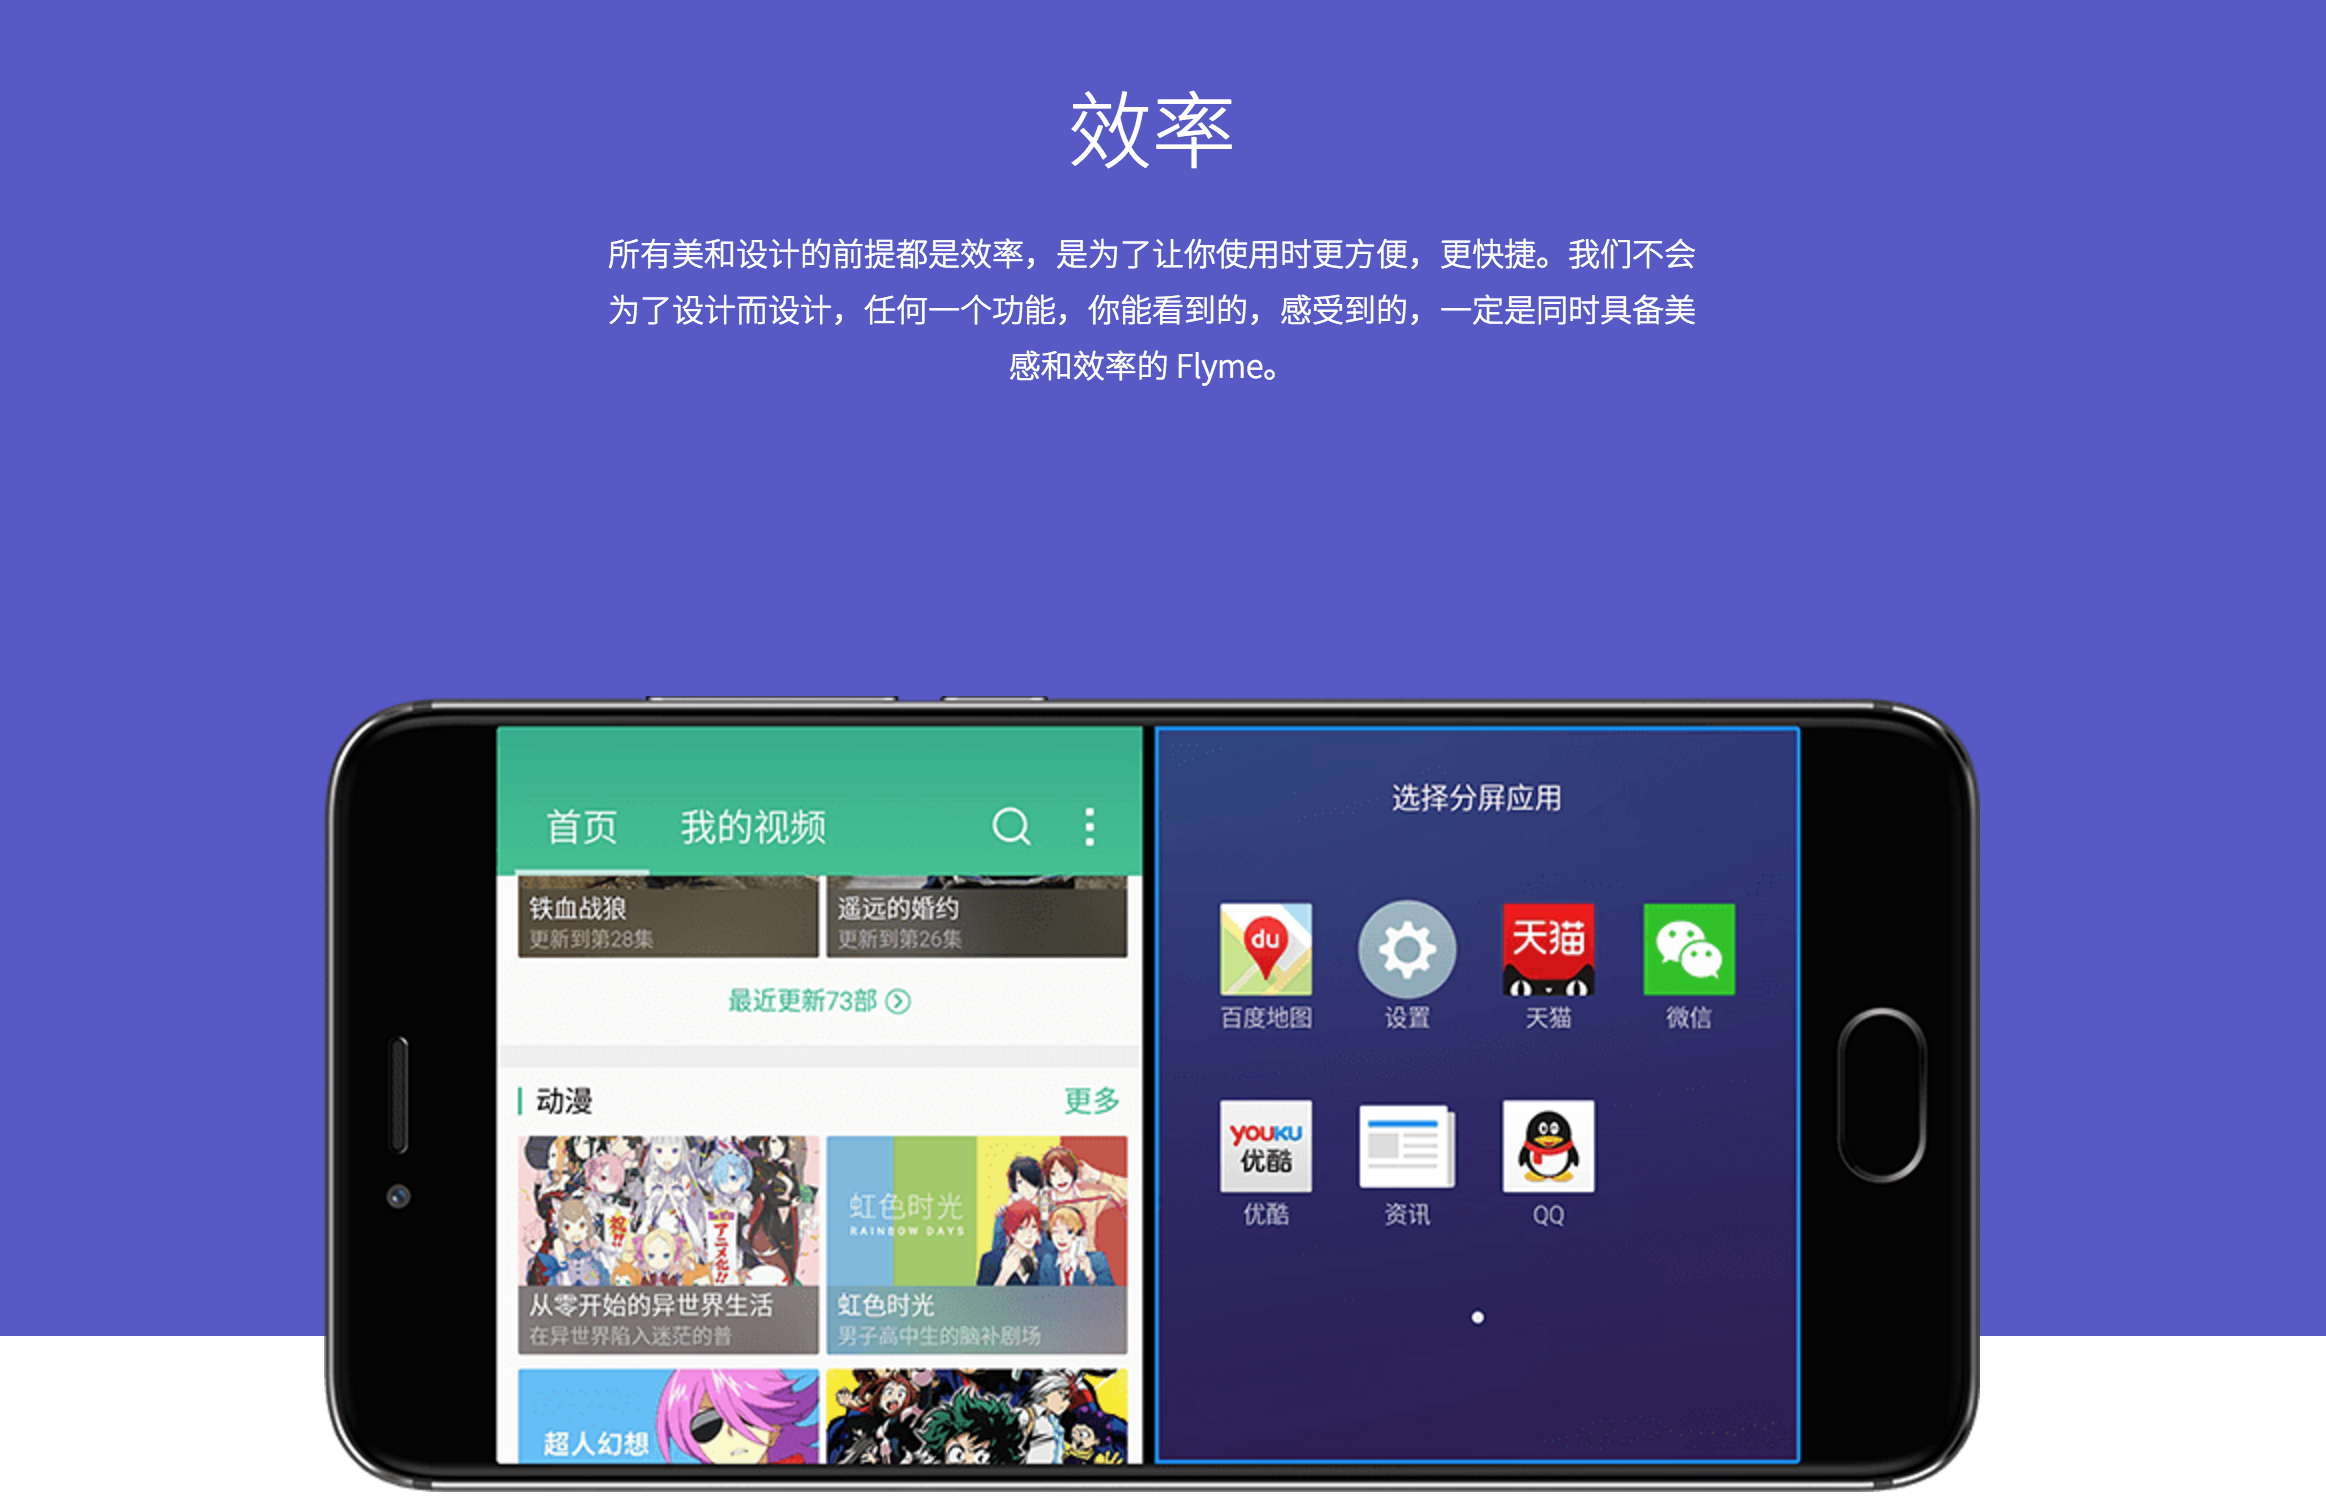 效率
所有美和设计的前提都是效率，是为了让你使用时更方便，更快捷。我们不会
为了设计而设计，任何一个功能，你能看到的，感受到的，一定是同时具备美
感和效率的 Flyme。
首页
我的视频
铁血战狼
更新到第28集
遥远的婚约
更新到第26集
最近更新73部
动漫
更多
祝!!
アニメ化!!
虹色时光
RAINBOW DAYS
从零开始的异世界生活
在异世界陷入迷茫的普
虹色时光
男子高中生的脑补剧场
超人幻想
选择分屏应用
du
天猫
百度地图
设置
天猫
微信
YOUKU
优酷
优酷
资讯
QQ